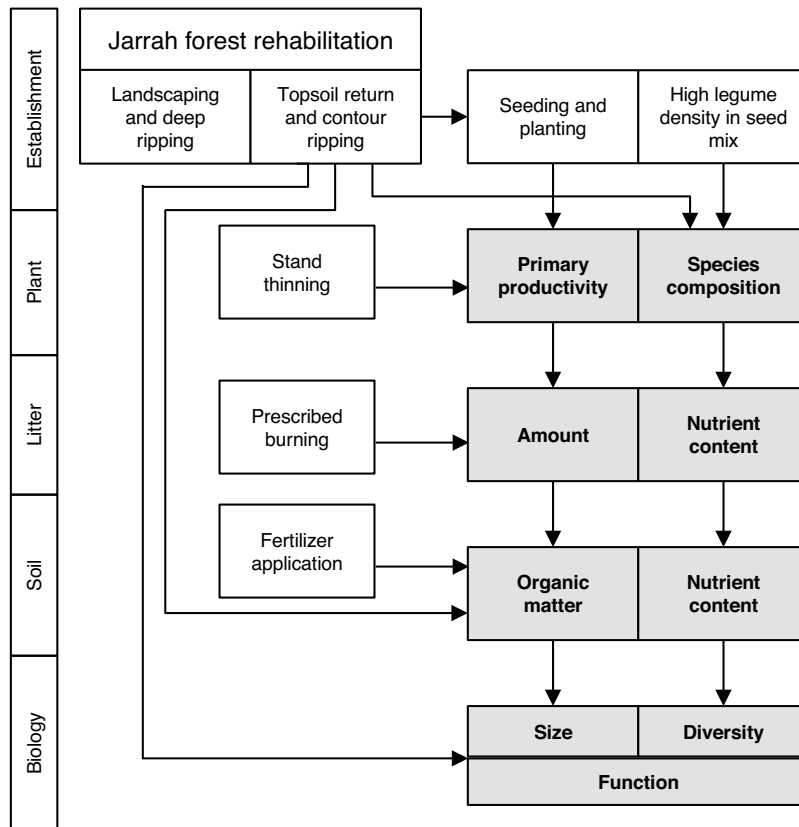 Jarrah forest rehabilitation
Landscaping
and deep
ripping
Topsoil return
and contour
ripping
Seeding and
planting
High legume
density in seed
mix
Establishment
Stand
thinning
Primary
productivity
Species
composition
Plant
Prescribed
burning
Amount
Nutrient
content
Litter
Fertilizer
application
Organic
matter
Nutrient
content
Soil
Size
Diversity
Function
Biology